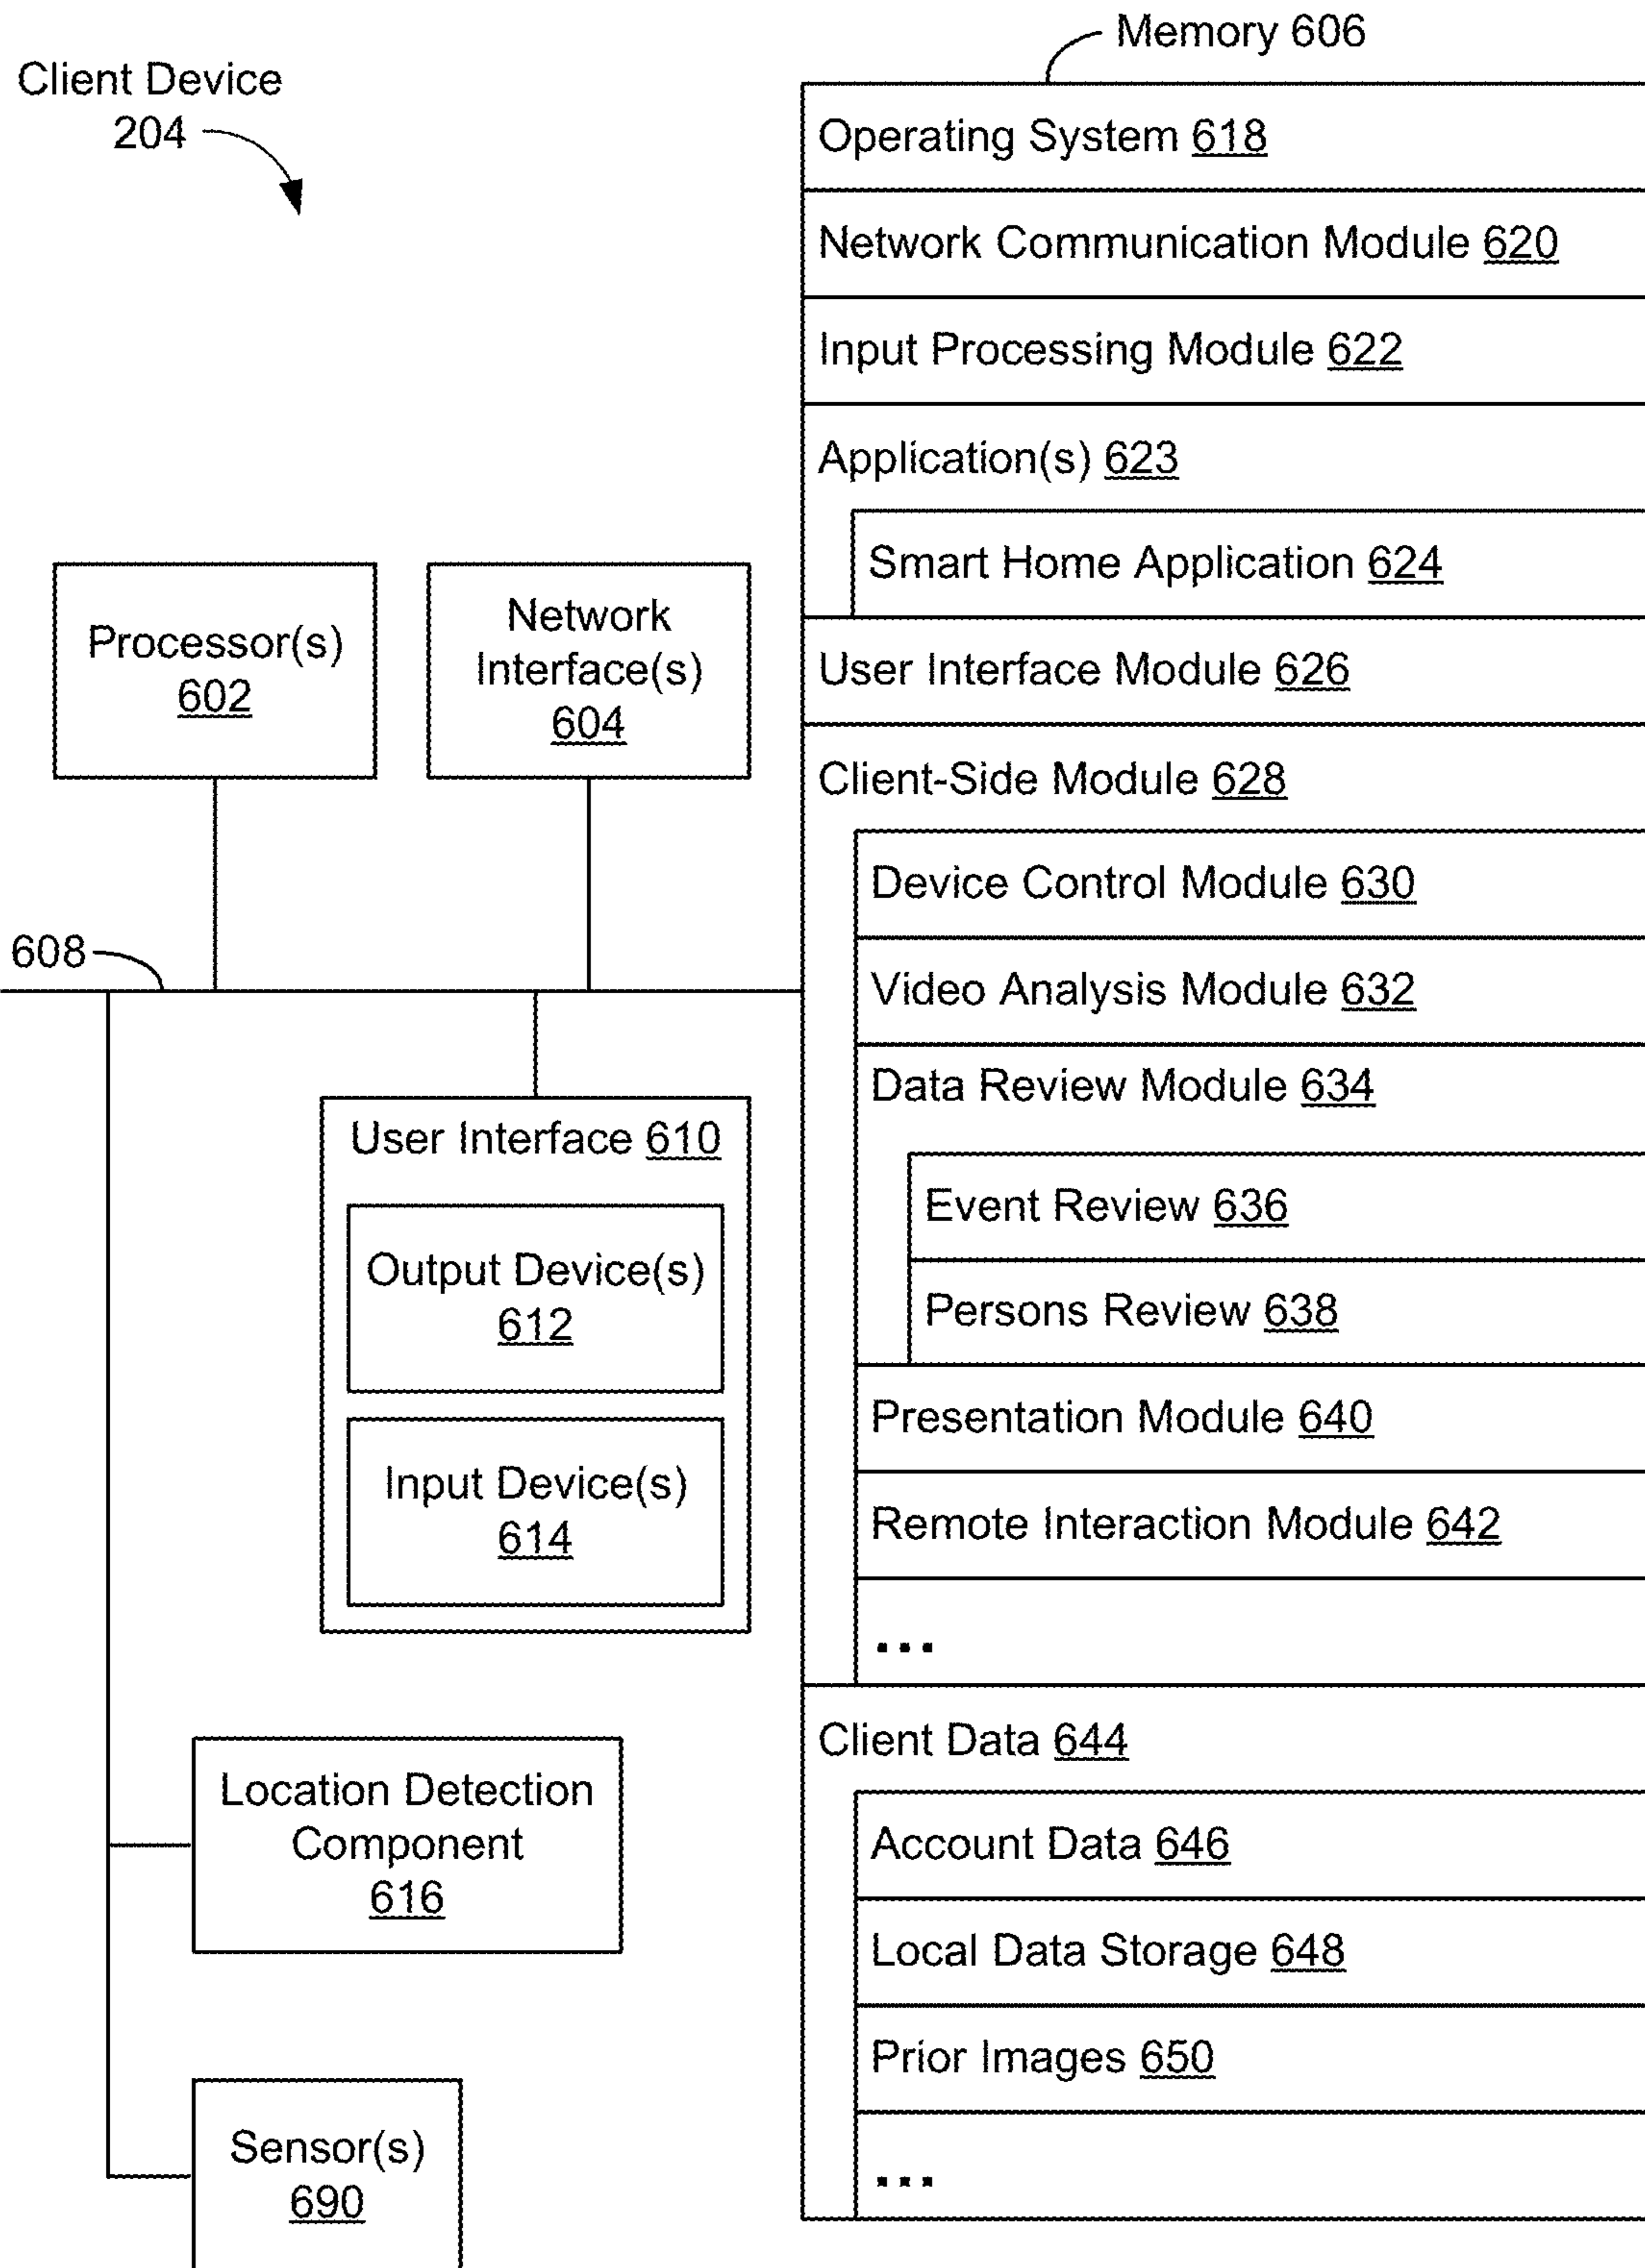 Client Device
204
Memory 606
Operating System 618
Network Communication Module 620
Input Processing Module 622
Application(s) 623
Smart Home Application 624
User Interface Module 626
Client-Side Module 628
Device Control Module 630
Video Analysis Module 632
Data Review Module 634
Event Review 636
Persons Review 638
Presentation Module 640
Remote Interaction Module 642
...
Client Data 644
Account Data 646
Local Data Storage 648
Prior Images 650
...
Processor(s)
602
Network
Interface(s)
604
608
User Interface 610
Output Device(s)
612
Input Device(s)
614
Location Detection
Component
616
Sensor(s)
690